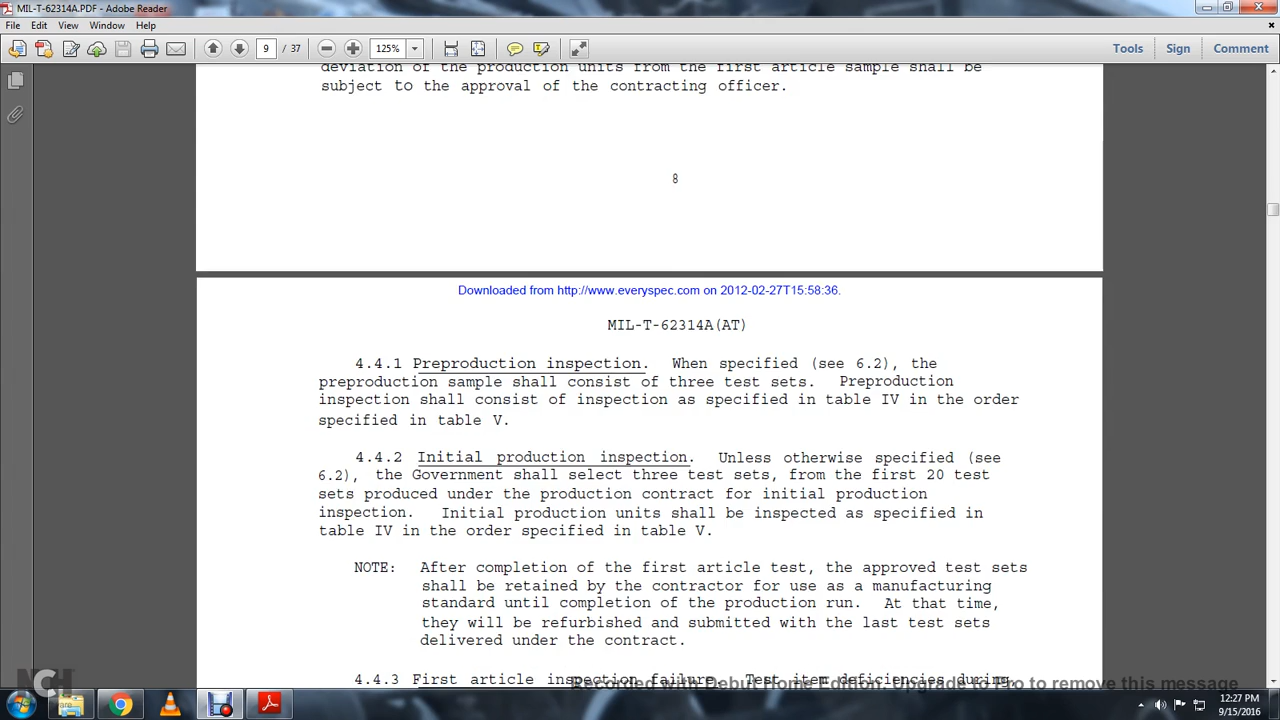 MIL-T-62314A.PDF - Adobe Reader
File Edit View Window Help
9 / 37 125% Tools Sign Comment
deviation of the production units from the first article sample shall be
subject to the approval of the contracting officer.
8
Downloaded from http://www.everyspec.com on 2012-02-27T15:58:36.
MIL-T-62314A(AT)
4.4.1 Preproduction inspection. When specified (see 6.2), the
preproduction sample shall consist of three test sets. Preproduction
inspection shall consist of inspection as specified in table IV in the order
specified in table V.
4.4.2 Initial production inspection. Unless otherwise specified (see
6.2), the Government shall select three test sets, from the first 20 test
sets produced under the production contract for initial production
inspection. Initial production units shall be inspected as specified in
table IV in the order specified in table V.
NOTE: After completion of the first article test, the approved test sets
shall be retained by the contractor for use as a manufacturing
standard until completion of the production run. At that time,
they will be refurbished and submitted with the last test sets
delivered under the contract.
4.4.3 First article inspection failure. Test item deficiencies during
Recorded with Debut Home Edition. Upgrade to Pro to remove this message
NCH
12:27 PM
9/15/2016